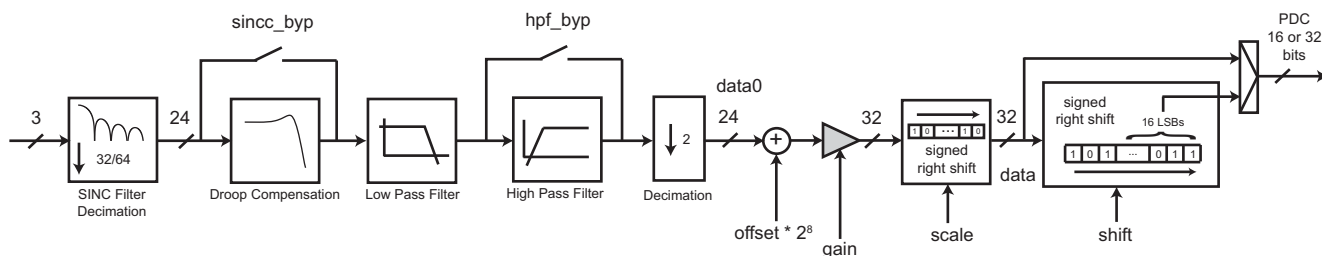 sincc_byp
hpf_byp
PDC
16 or 32
bits
3
32/64
SINC Filter
Decimation
24
Droop Compensation
Low Pass Filter
High Pass Filter
2
Decimation
data0
24
+
offset * 2⁸
gain
32
1 0 ···· 1 0
signed
right shift
scale
32
data
signed
right shift
16 LSBs
1 0 1 ... 0 1 1
shift